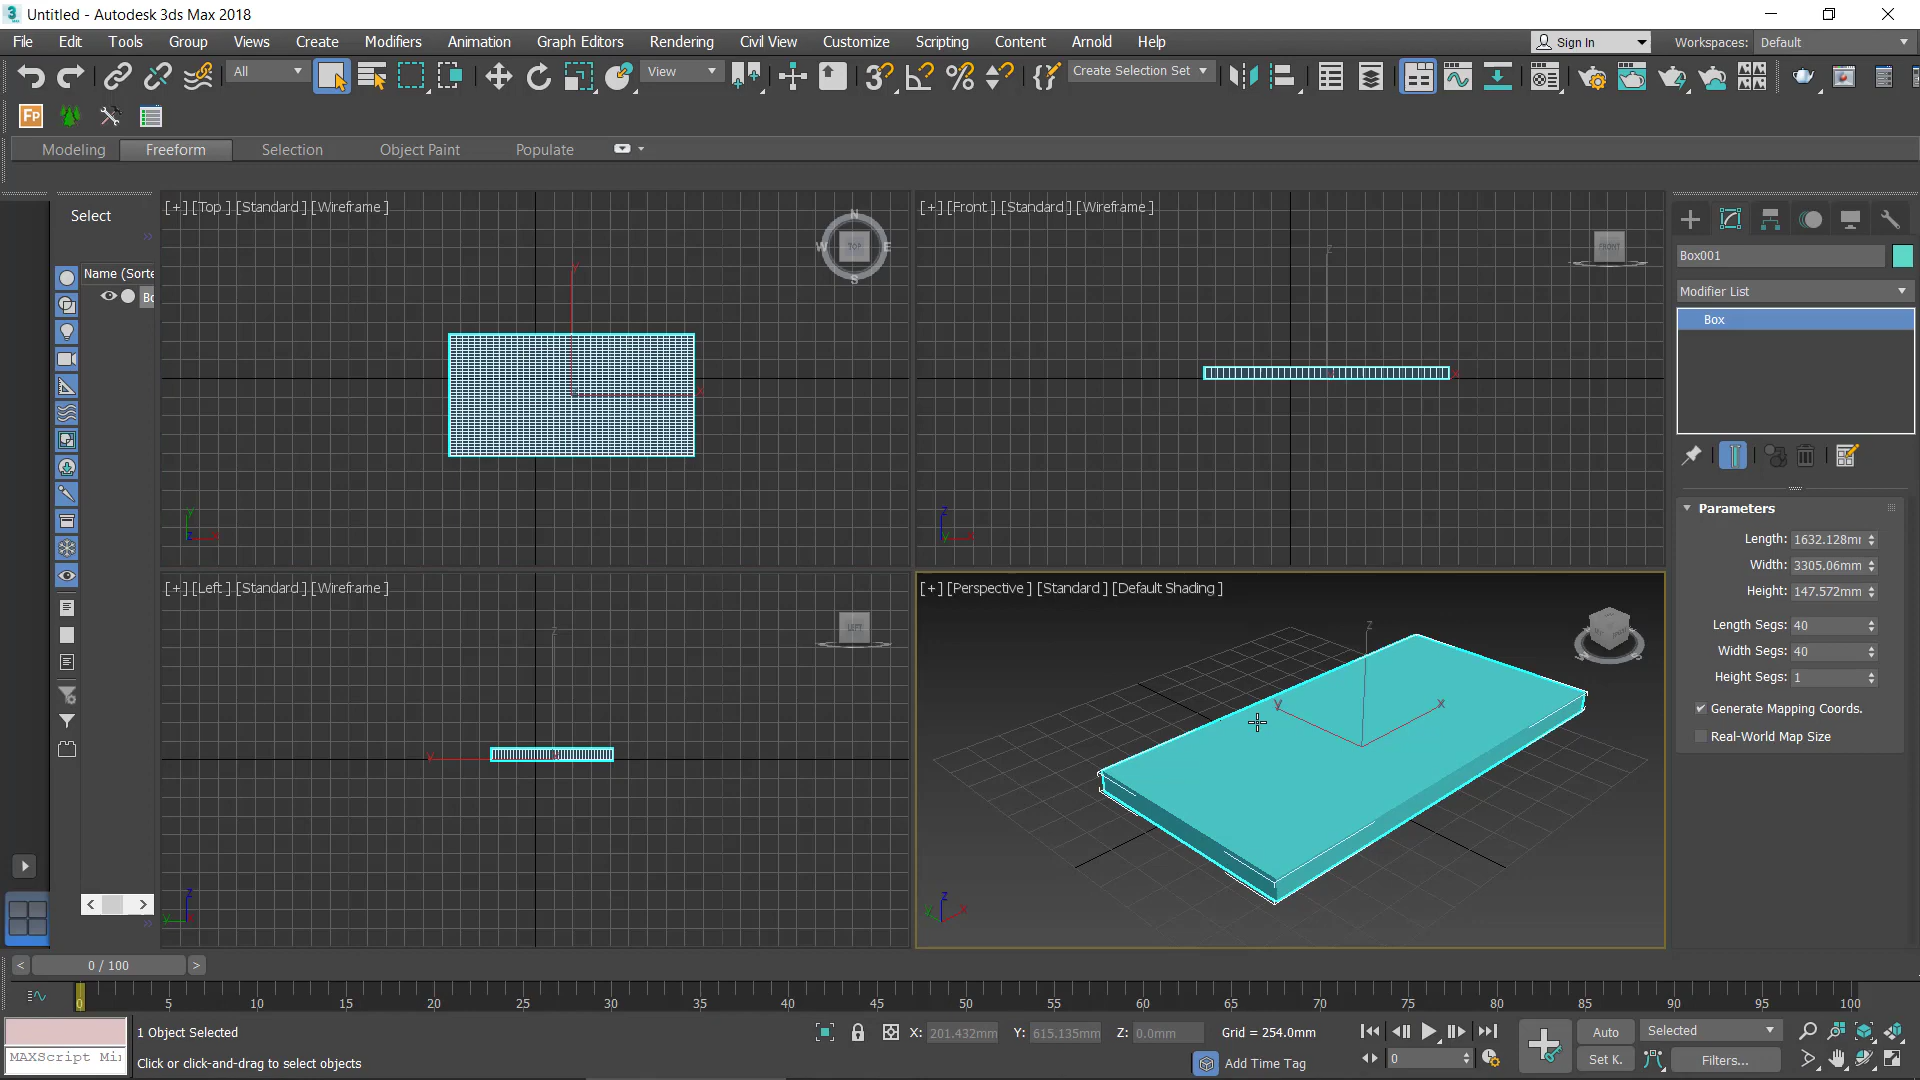 Untitled - Autodesk 3ds Max 2018
File Edit Tools Group Views Create Modifiers Animation Graph Editors Rendering Civil View Customize Scripting Content Arnold Help
Sign In Workspaces: Default
All View Create Selection Set
Fp
Modeling Freeform Selection Object Paint Populate
Select
Name (Sorte
Bo
[+] [Top ] [Standard ] [Wireframe ]
N
W TOP E
S
y
x
y
z x
[+] [Front ] [Standard ] [Wireframe ]
FRONT
z
x
z
y x
[+] [Left ] [Standard ] [Wireframe ]
LEFT
z
y
z
y
[+] [Perspective ] [Standard ] [Default Shading ]
z
y x
z
y x
Box001
Modifier List
Box
Parameters
Length: 1632.128mr
Width: 3305.06mm
Height: 147.572mm
Length Segs: 40
Width Segs: 40
Height Segs: 1
Generate Mapping Coords.
Real-World Map Size
< >
< 0 / 100 >
0 5 10 15 20 25 30 35 40 45 50 55 60 65 70 75 80 85 90 95 100
1 Object Selected
X: 201.432mm Y: 615.135mm Z: 0.0mm Grid = 254.0mm
Auto Selected
MAXScript Mi
Click or click-and-drag to select objects
Add Time Tag
0
Set K. Filters...